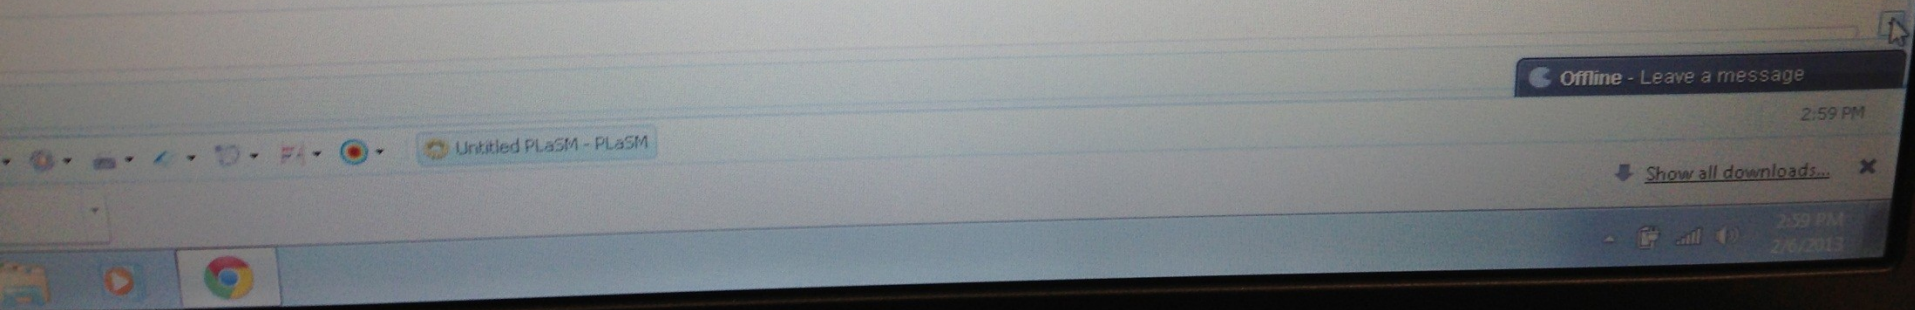 Offline - Leave a message
2:59 PM
Untitled PLaSM - PLaSM
Show all downloads...
2:59 PM
2/6/2013